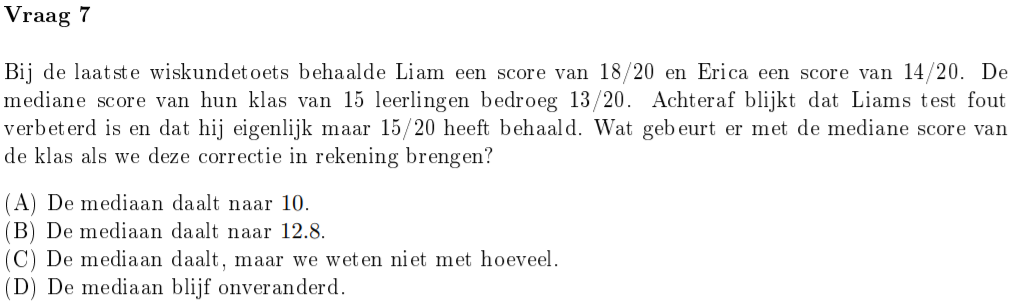 Vraag 7
Bij de laatste wiskundetoets behaalde Liam een score van 18/20 en Erica een score van 14/20. De
mediane score van hun klas van 15 leerlingen bedroeg 13/20. Achteraf blijkt dat Liams test fout
verbeterd is en dat hij eigenlijk maar 15/20 heeft behaald. Wat gebeurt er met de mediane score van
de klas als we deze correctie in rekening brengen?
(A) De mediaan daalt naar 10.
(B) De mediaan daalt naar 12.8.
(C) De mediaan daalt, maar we weten niet met hoeveel.
(D) De mediaan blijf onveranderd.